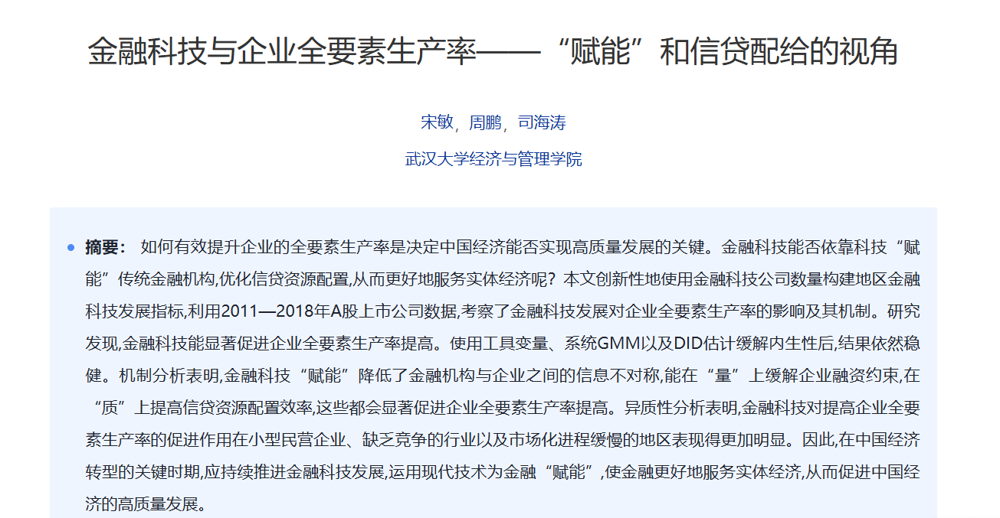 金融科技与企业全要素生产率——“赋能”和信贷配给的视角
宋敏，周鹏，司海涛
武汉大学经济与管理学院
摘要： 如何有效提升企业的全要素生产率是决定中国经济能否实现高质量发展的关键。金融科技能否依靠科技“赋
能”传统金融机构,优化信贷资源配置,从而更好地服务实体经济呢？本文创新性地使用金融科技公司数量构建地区金融
科技发展指标,利用2011—2018年A股上市公司数据,考察了金融科技发展对企业全要素生产率的影响及其机制。研究
发现,金融科技能显著促进企业全要素生产率提高。使用工具变量、系统GMM以及DID估计缓解内生性后,结果依然稳
健。机制分析表明,金融科技“赋能”降低了金融机构与企业之间的信息不对称,能在“量”上缓解企业融资约束,在
“质”上提高信贷资源配置效率,这些都会显著促进企业全要素生产率提高。异质性分析表明,金融科技对提高企业全要
素生产率的促进作用在小型民营企业、缺乏竞争的行业以及市场化进程缓慢的地区表现得更加明显。因此,在中国经济
转型的关键时期,应持续推进金融科技发展,运用现代技术为金融“赋能”,使金融更好地服务实体经济,从而促进中国经
济的高质量发展。